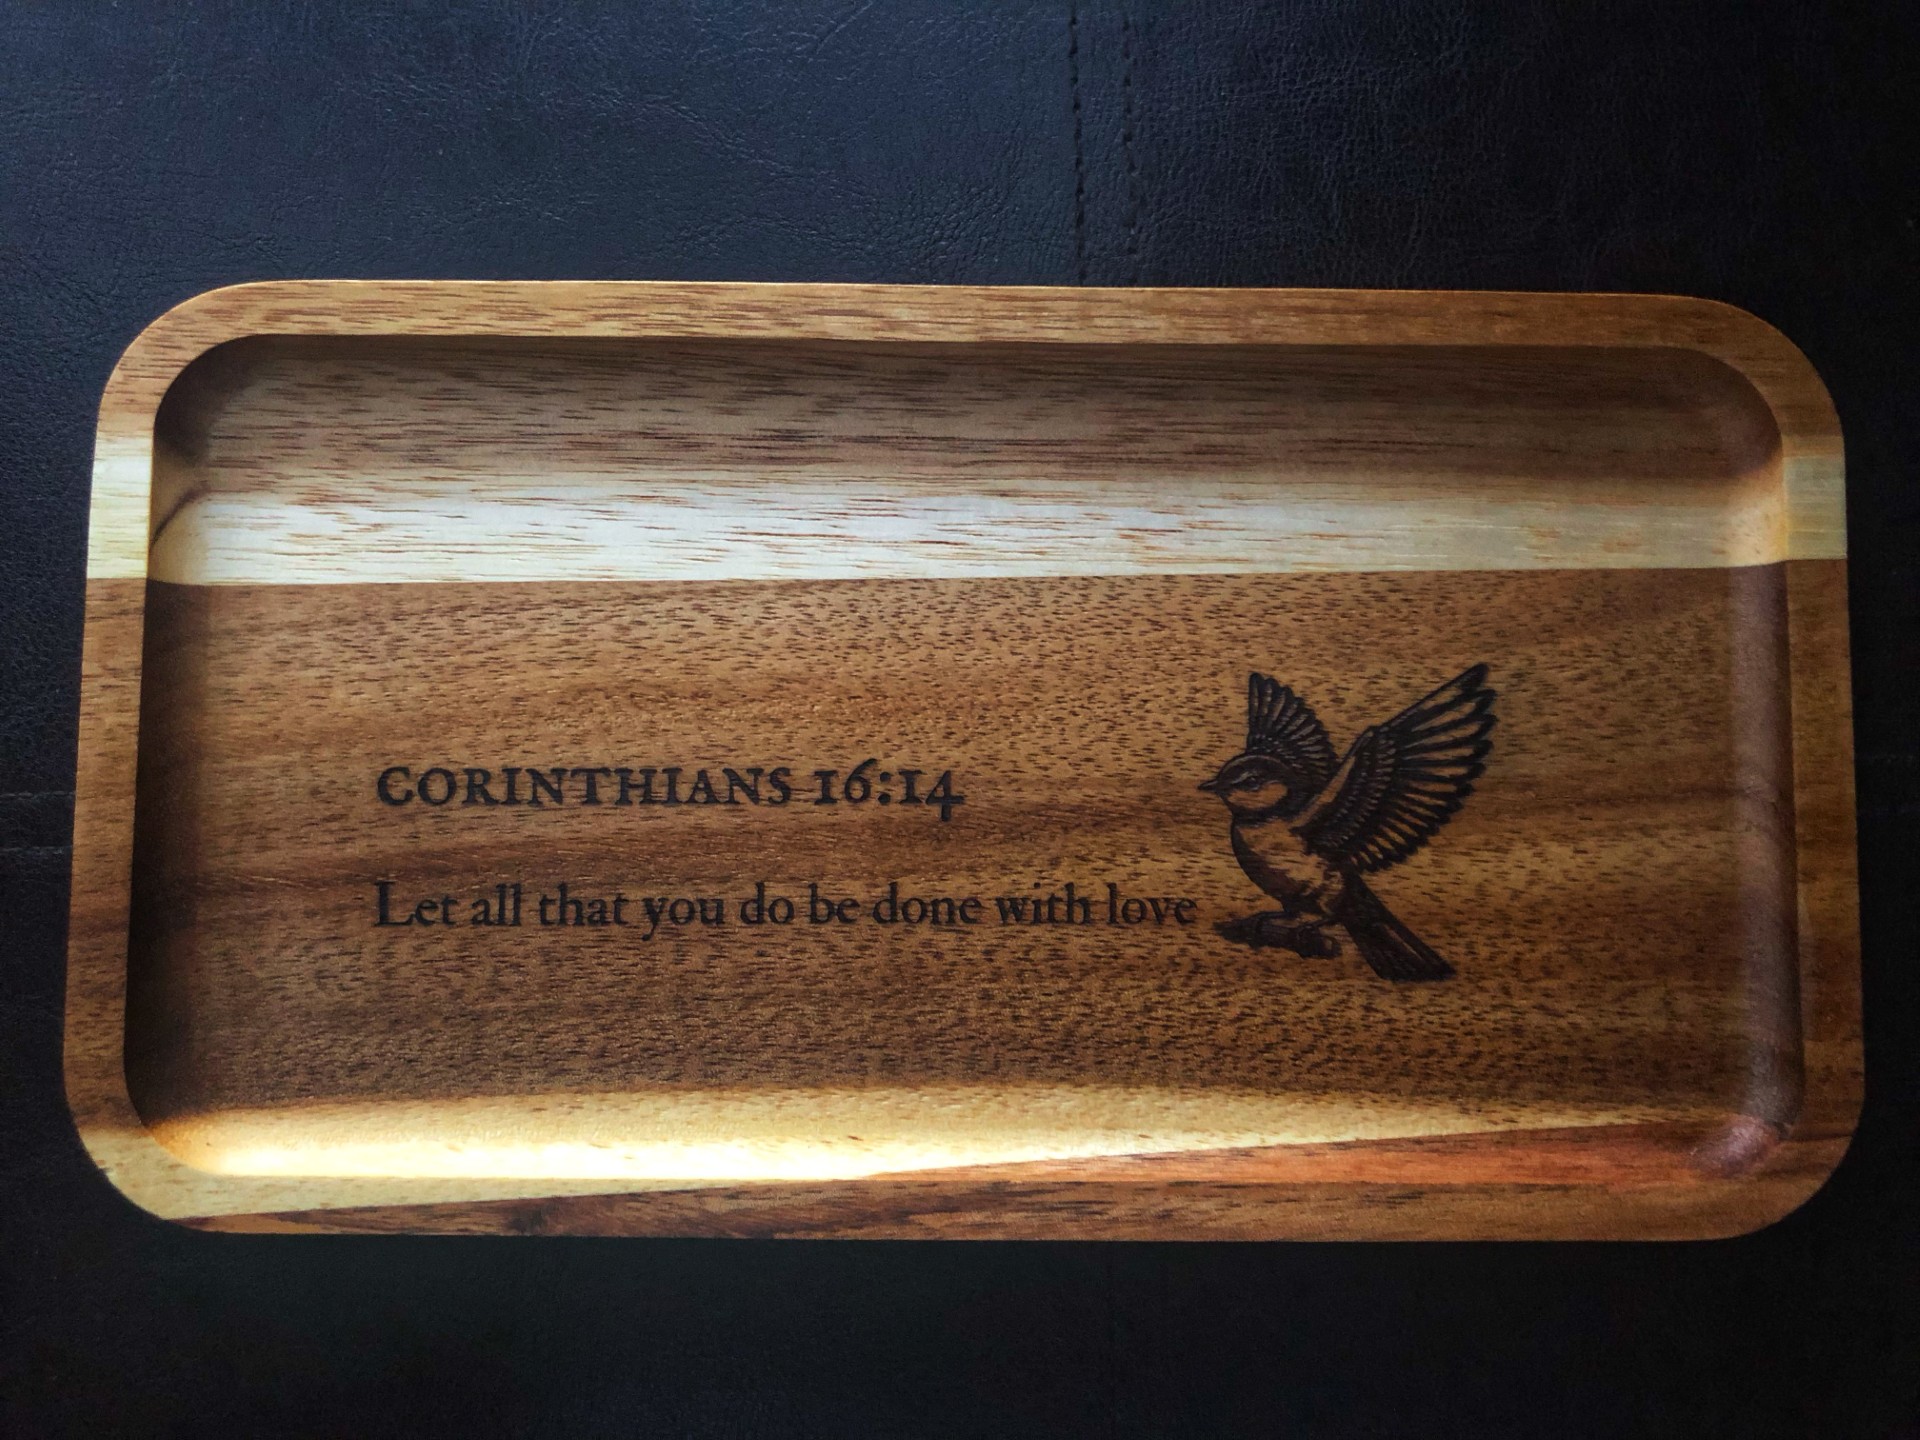 CORINTHIANS 16:14
Let all that you do be done with love